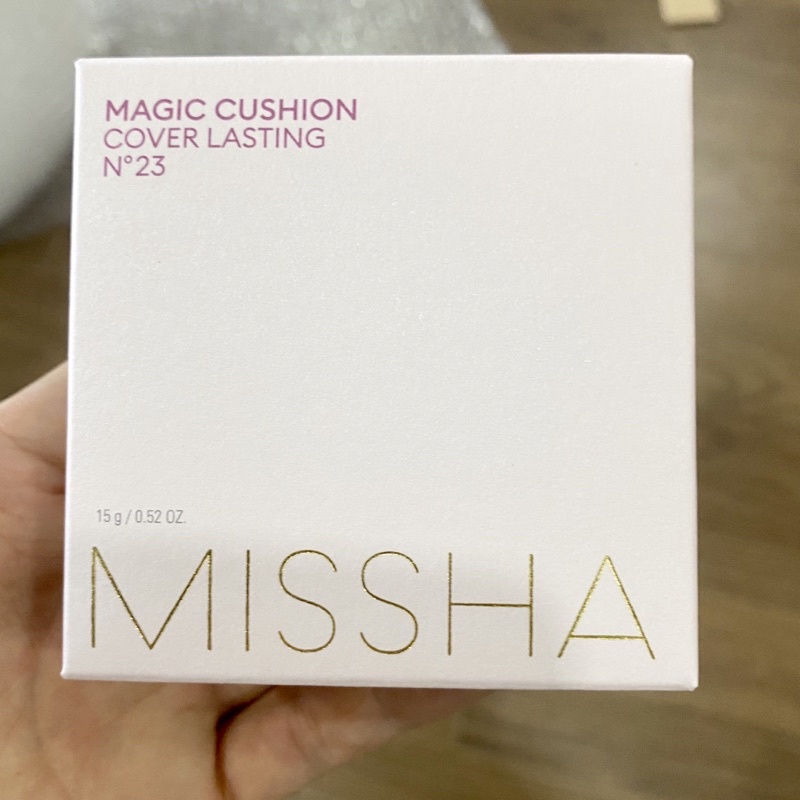 MAGIC CUSHION
COVER LASTING
N°23
15 g / 0.52 OZ.
MISSHA